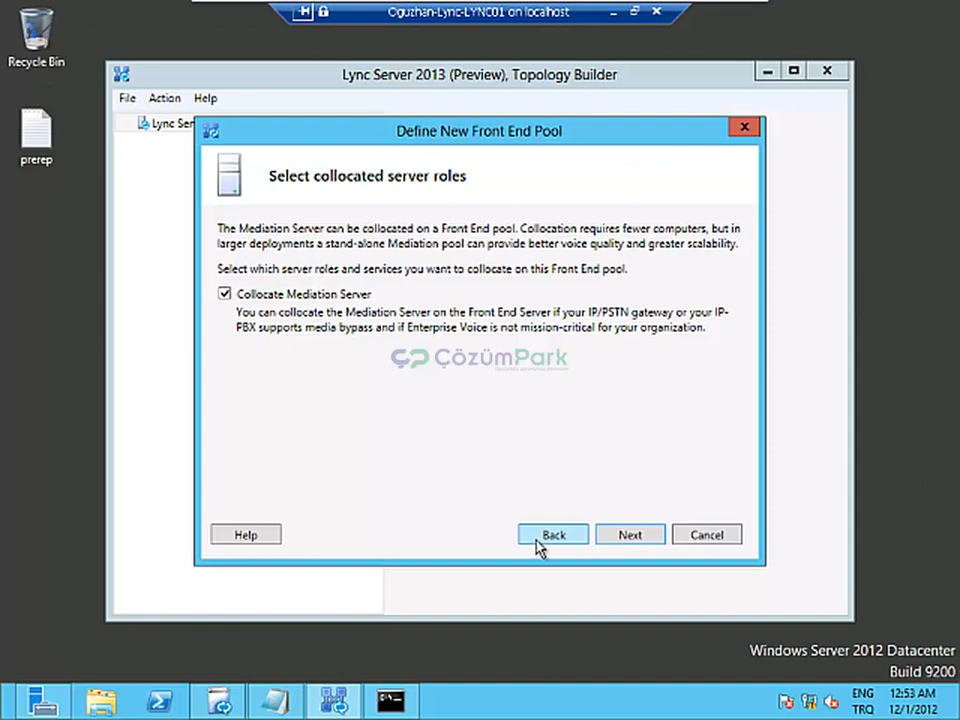 Oguzhan-Lync-LYNC01 on localhost
Recycle Bin
Lync Server 2013 (Preview), Topology Builder
File Action Help
Lync Ser
prerep
Define New Front End Pool
Select collocated server roles
The Mediation Server can be collocated on a Front End pool. Collocation requires fewer computers, but in
larger deployments a stand-alone Mediation pool can provide better voice quality and greater scalability.
Select which server roles and services you want to collocate on this Front End pool.
Collocate Mediation Server
You can collocate the Mediation Server on the Front End Server if your IP/PSTN gateway or your IP-
PBX supports media bypass and if Enterprise Voice is not mission-critical for your organization.
ÇözümPark
Help Back Next Cancel
Windows Server 2012 Datacenter
Build 9200
ENG 12:53 AM
TRQ 12/1/2012